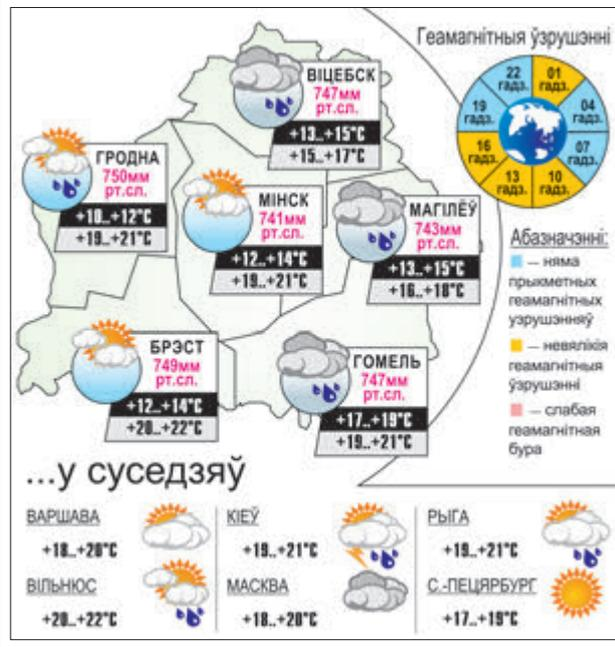 Геамагнітныя ўзрушэнні
22 гадз.
01 гадз.
04 гадз.
07 гадз.
10 гадз.
13 гадз.
16 гадз.
19 гадз.
ВІЦЕБСК
747мм
рт.сл.
+13..+15°C
+15..+17°C
ГРОДНА
750мм
рт.сл.
+10..+12°C
+19..+21°C
МІНСК
741мм
рт.сл.
+12..+14°C
+19..+21°C
МАГІЛЁЎ
743мм
рт.сл.
+13..+15°C
+16..+18°C
БРЭСТ
749мм
рт.сл.
+12..+14°C
+20..+22°C
ГОМЕЛЬ
747мм
рт.сл.
+17..+19°C
+19..+21°C
Абазначэнні:
— няма
прыкметных
геамагнітных
узрушэнняў
— невялікія
геамагнітныя
ўзрушэнні
— слабая
геамагнітная
бура
...у суседзяў
ВАРШАВА
+18..+20°C
КІЕЎ
+19..+21°C
РЫГА
+19..+21°C
ВІЛЬНЮС
+20..+22°C
МАСКВА
+18..+20°C
С.-ПЕЦЯРБУРГ
+17..+19°C